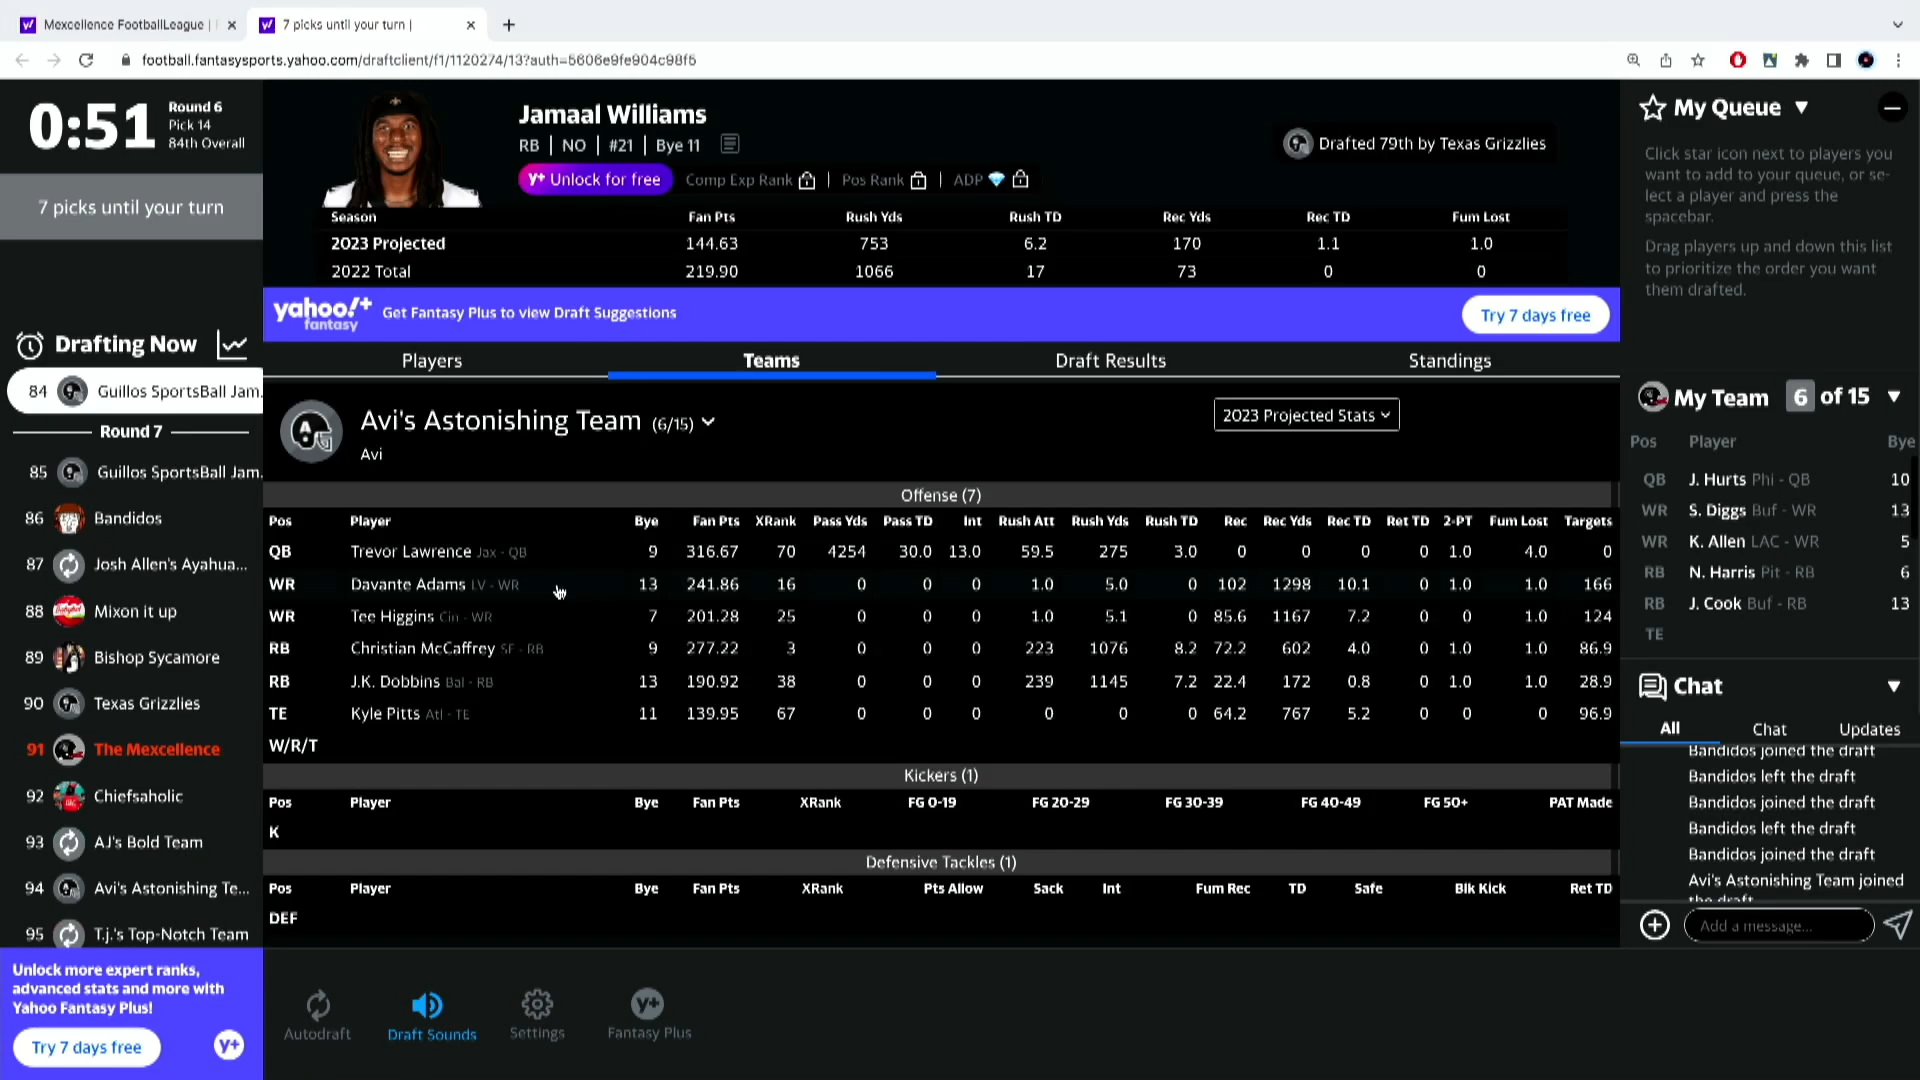 Mexcellence FootballLeague |
7 picks until your turn |
football.fantasysports.yahoo.com/draftclient/f1/1120274/13?auth=5606e9fe904c98f5
0:51
Round 6
Pick 14
84th Overall
7 picks until your turn
Drafting Now
84 Guillos SportsBall Jam.
Round 7
85 Guillos SportsBall Jam.
86 Bandidos
87 Josh Allen's Ayahua...
88 Mixon it up
89 Bishop Sycamore
90 Texas Grizzlies
91 The Mexcellence
92 Chiefsaholic
93 AJ's Bold Team
94 Avi's Astonishing Te...
95 T.j.'s Top-Notch Team
Unlock more expert ranks,
advanced stats and more with
Yahoo Fantasy Plus!
Try 7 days free
y+
Jamaal Williams
RB | NO | #21 | Bye 11
Drafted 79th by Texas Grizzlies
y+ Unlock for free Comp Exp Rank | Pos Rank | ADP
Season Fan Pts Rush Yds Rush TD Rec Yds Rec TD Fum Lost
2023 Projected 144.63 753 6.2 170 1.1 1.0
2022 Total 219.90 1066 17 73 0 0
yahoo!+ fantasy
Get Fantasy Plus to view Draft Suggestions
Try 7 days free
Players Teams Draft Results Standings
Avi's Astonishing Team (6/15)
Avi
2023 Projected Stats
Offense (7)
Pos Player Bye Fan Pts XRank Pass Yds Pass TD Int Rush Att Rush Yds Rush TD Rec Rec Yds Rec TD Ret TD 2-PT Fum Lost Targets
QB Trevor Lawrence Jax - QB 9 316.67 70 4254 30.0 13.0 59.5 275 3.0 0 0 0 0 1.0 4.0 0
WR Davante Adams LV - WR 13 241.86 16 0 0 0 1.0 5.0 0 102 1298 10.1 0 1.0 1.0 166
WR Tee Higgins Cin - WR 7 201.28 25 0 0 0 1.0 5.1 0 85.6 1167 7.2 0 0 1.0 124
RB Christian McCaffrey SF - RB 9 277.22 3 0 0 0 223 1076 8.2 72.2 602 4.0 0 1.0 1.0 86.9
RB J.K. Dobbins Bal - RB 13 190.92 38 0 0 0 239 1145 7.2 22.4 172 0.8 0 1.0 1.0 28.9
TE Kyle Pitts Atl - TE 11 139.95 67 0 0 0 0 0 0 64.2 767 5.2 0 0 0 96.9
W/R/T
Kickers (1)
Pos Player Bye Fan Pts XRank FG 0-19 FG 20-29 FG 30-39 FG 40-49 FG 50+ PAT Made
K
Defensive Tackles (1)
Pos Player Bye Fan Pts XRank Pts Allow Sack Int Fum Rec TD Safe Blk Kick Ret TD
DEF
Autodraft Draft Sounds Settings Fantasy Plus
My Queue
Click star icon next to players you
want to add to your queue, or se-
lect a player and press the
spacebar.
Drag players up and down this list
to prioritize the order you want
them drafted.
My Team 6 of 15
Pos Player Bye
QB J. Hurts Phi - QB 10
WR S. Diggs Buf - WR 13
WR K. Allen LAC - WR 5
RB N. Harris Pit - RB 6
RB J. Cook Buf - RB 13
TE
Chat
All Chat Updates
Bandidos joined the draft
Bandidos left the draft
Bandidos joined the draft
Bandidos left the draft
Bandidos joined the draft
Avi's Astonishing Team joined
the draft
Add a message...